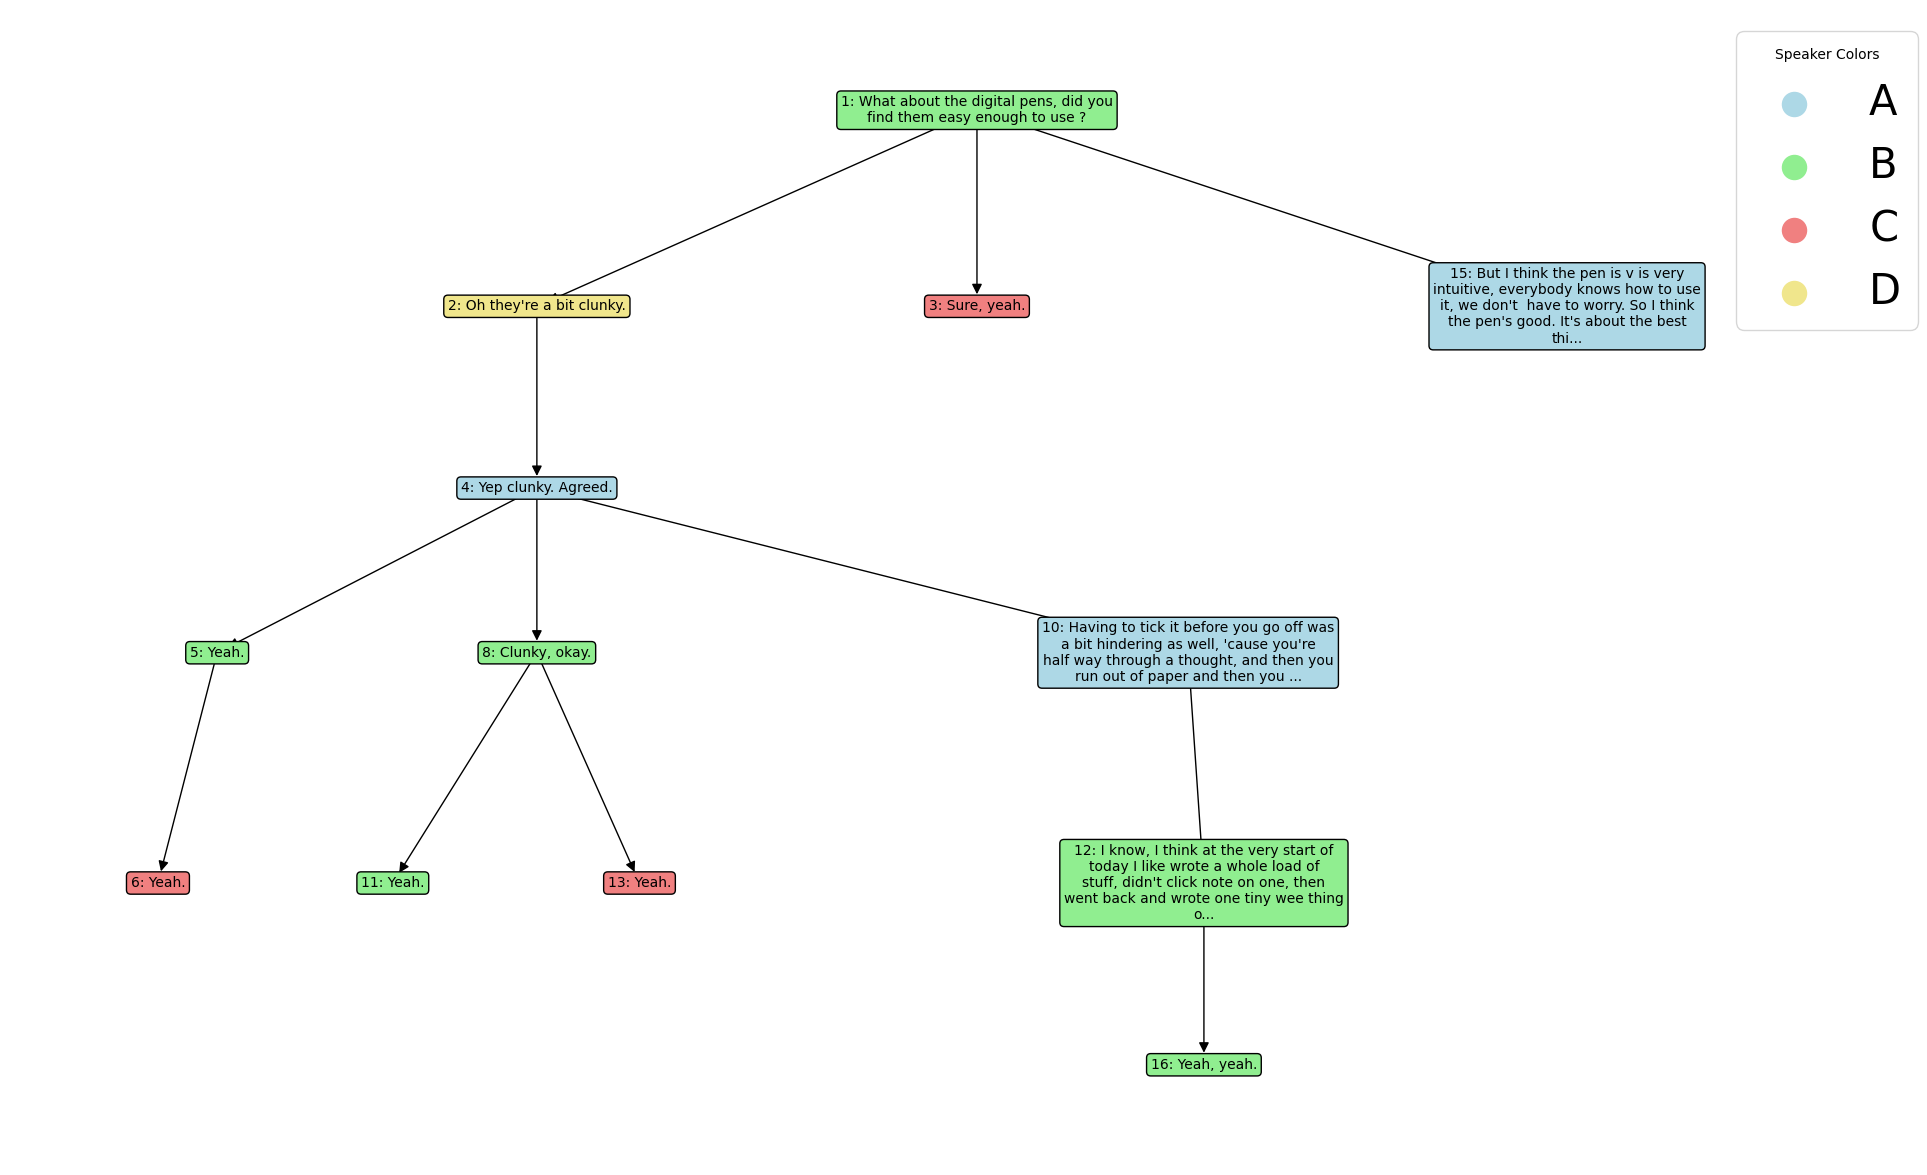 Speaker Colors
A
B
C
D
1: What about the digital pens, did you
find them easy enough to use ?
2: Oh they're a bit clunky.
3: Sure, yeah.
15: But I think the pen is v is very
intuitive, everybody knows how to use
it, we don't  have to worry. So I think
the pen's good. It's about the best
thi...
4: Yep clunky. Agreed.
5: Yeah.
8: Clunky, okay.
10: Having to tick it before you go off was
a bit hindering as well, 'cause you're
half way through a thought, and then you
run out of paper and then you ...
6: Yeah.
11: Yeah.
13: Yeah.
12: I know, I think at the very start of
today I like wrote a whole load of
stuff, didn't click note on one, then
went back and wrote one tiny wee thing
o...
16: Yeah, yeah.